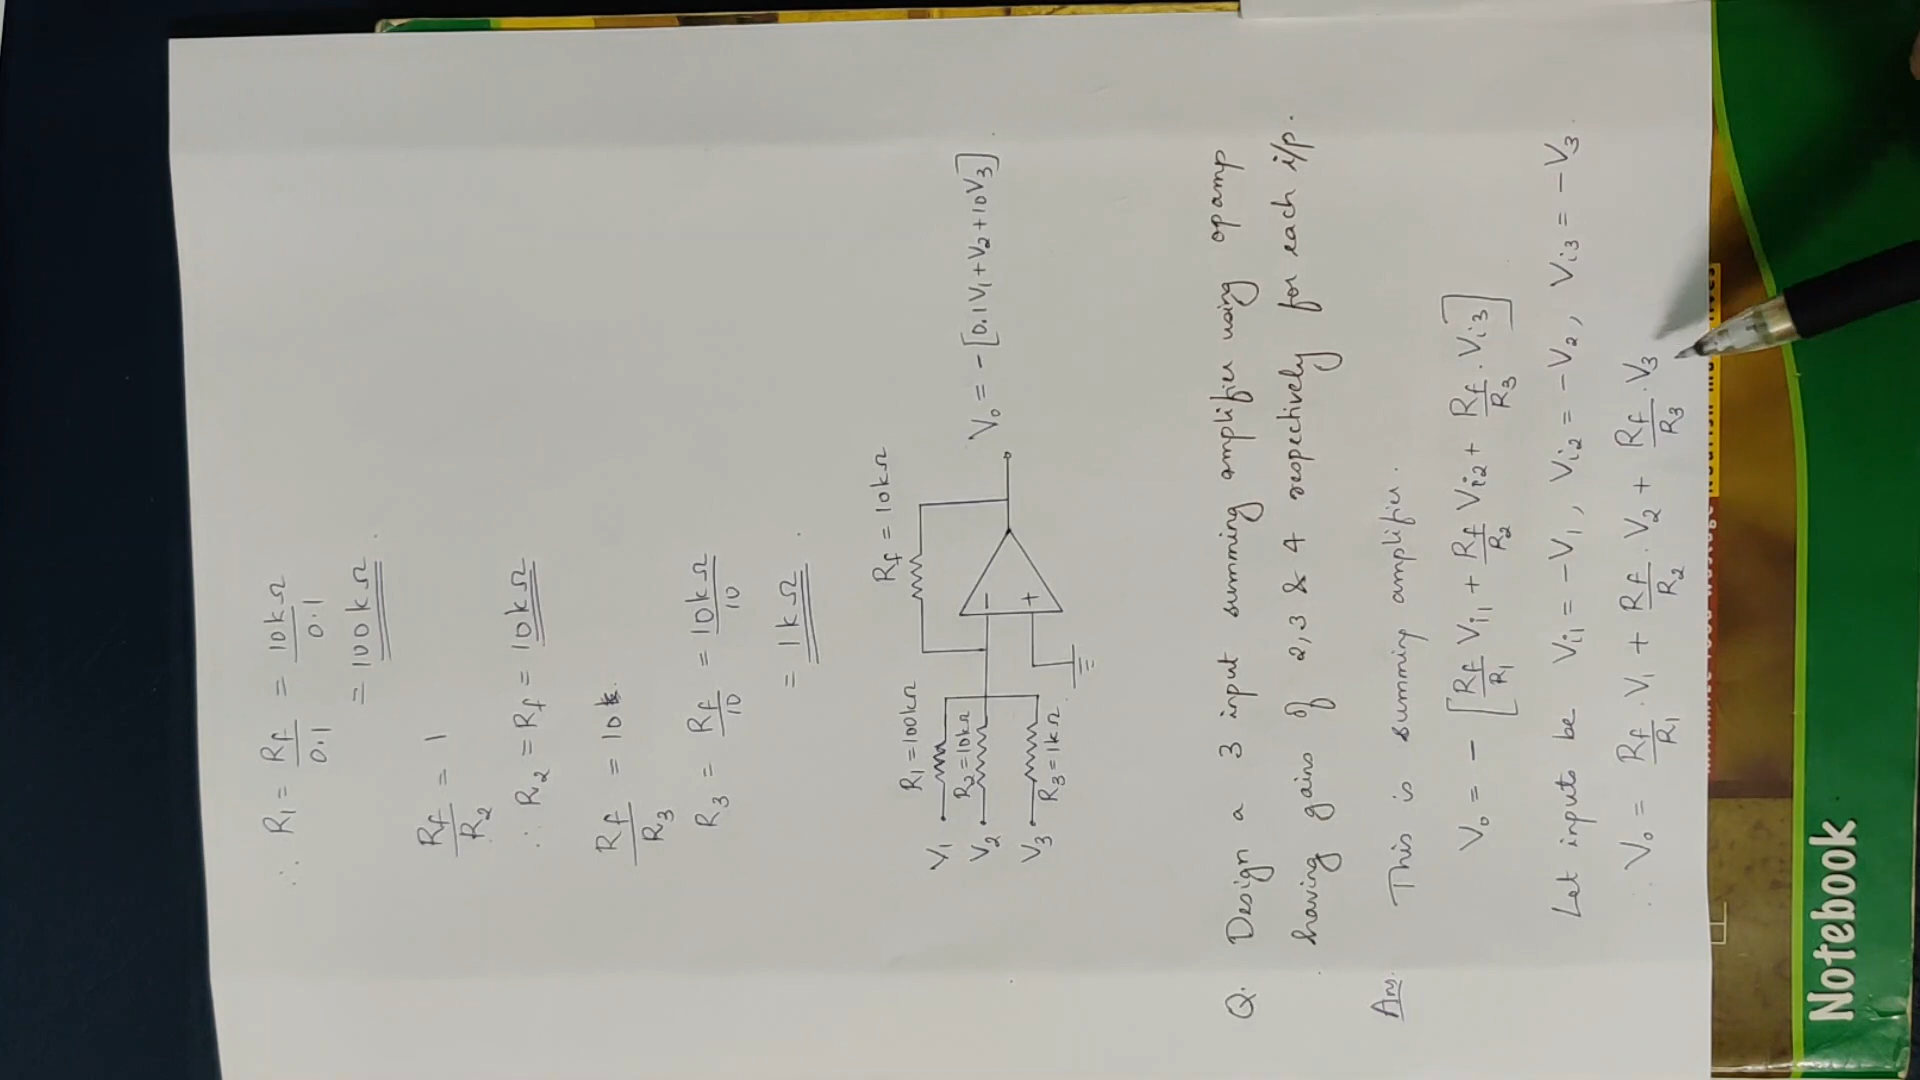 ∴ R₁ = Rf/0.1 = 10kΩ/0.1
= 100kΩ.
Rf/R₂ = 1
∴ R₂ = Rf = 10kΩ
Rf/R₃ = 10
R₃ = Rf/10 = 10kΩ/10
= 1kΩ.
Rf = 10kΩ
R₁ = 100kΩ
V₁
R₂ = 10kΩ
V₂
V₃
R₃ = 1kΩ
−
+
V₀ = −[0.1V₁ + V₂ + 10V₃].
Q. Design a 3 input summing amplifier using opamp
having gains of 2, 3 & 4 respectively for each i/p.
Ans. This is summing amplifier.
V₀ = −[Rf/R₁ Vi₁ + Rf/R₂ Vi₂ + Rf/R₃ . Vi₃]
Let inputs be Vi₁ = −V₁, Vi₂ = −V₂, Vi₃ = −V₃.
∴ V₀ = Rf/R₁ . V₁ + Rf/R₂ . V₂ + Rf/R₃ . V₃
Notebook